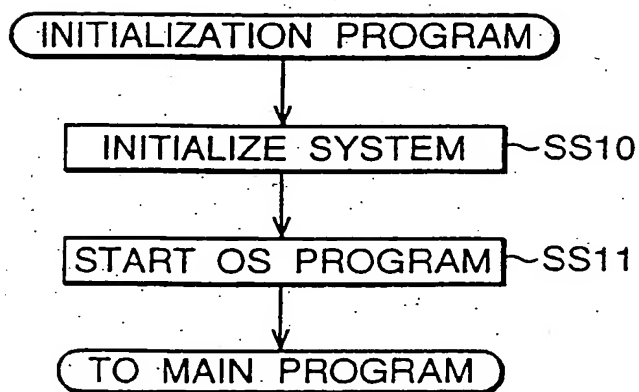 INITIALIZATION PROGRAM
INITIALIZE SYSTEM ~SS10
START OS PROGRAM ~SS11
TO MAIN PROGRAM